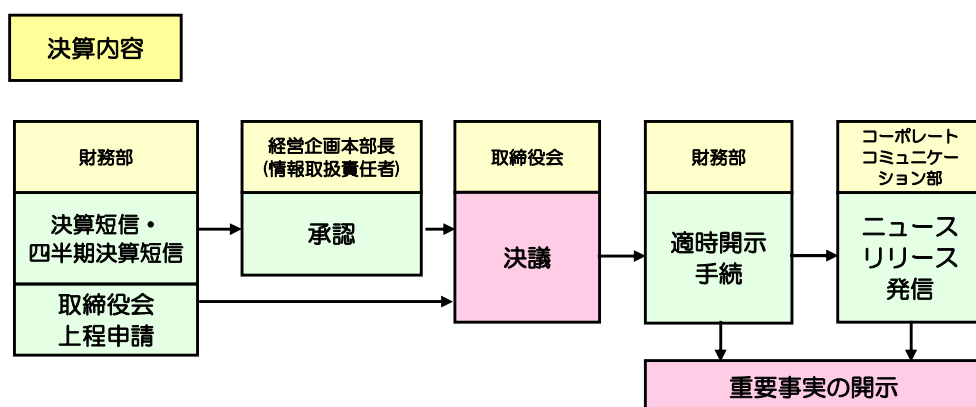 決算内容
財務部
決算短信・
四半期決算短信
取締役会
上程申請
経営企画本部長
(情報取扱責任者)
承認
取締役会
決議
財務部
適時開示
手続
コーポレート
コミュニケー
ション部
ニュース
リリース
発信
重要事実の開示